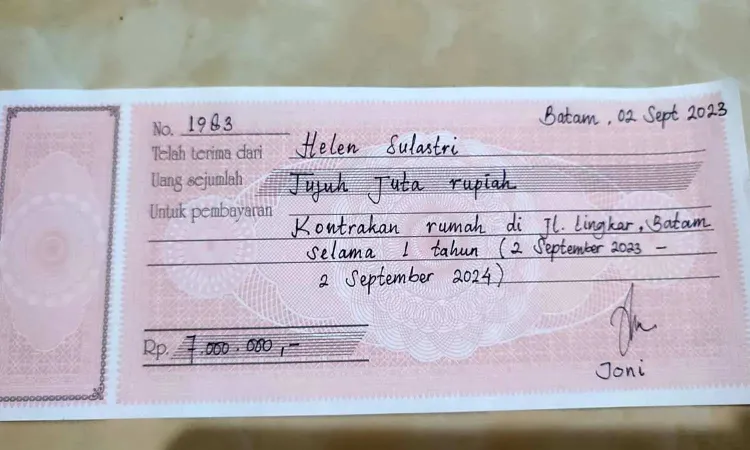 Batam, 02 Sept 2023
No. 1983
Telah terima dari Helen Sulastri
Uang sejumlah Tujuh Juta rupiah
Untuk pembayaran
Kontrakan rumah di Jl. Lingkar, Batam
selama 1 tahun (2 September 2023 –
2 September 2024)
Rp. 7.000.000,-
Joni